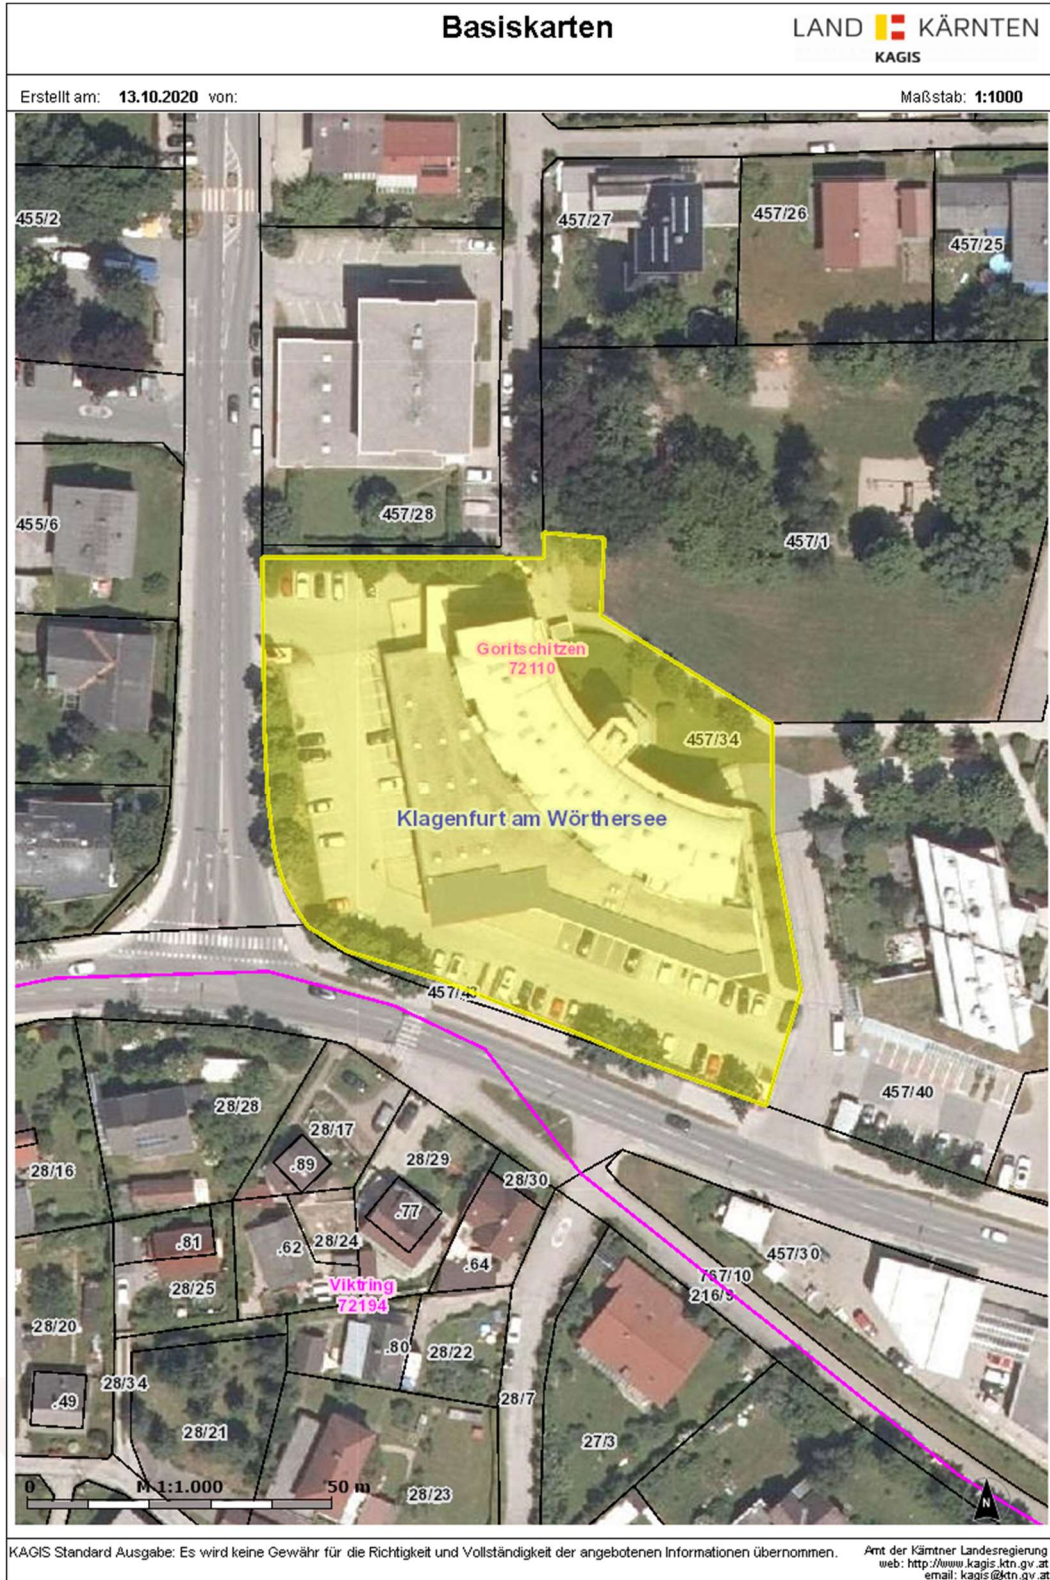 Basiskarten
LAND KÄRNTEN
KAGIS
Erstellt am: 13.10.2020 von:
Maßstab: 1:1000
455/2
457/27
457/26
457/25
457/28
455/6
457/1
Goritschitzen
72110
457/34
Klagenfurt am Wörthersee
457/43
457/40
28/28
28/17
28/29
28/16
.89
28/30
.77
.81
.62
28/24
.64
457/30
28/25
Viktring
72194
767/10
216/9
28/20
.80
28/22
28/34
28/7
.49
28/21
27/3
28/23
0 M 1:1.000 50 m
N
KAGIS Standard Ausgabe: Es wird keine Gewähr für die Richtigkeit und Vollständigkeit der angebotenen Informationen übernommen.
Amt der Kärntner Landesregierung
web: http://www.kagis.ktn.gv.at
email: kagis@ktn.gv.at